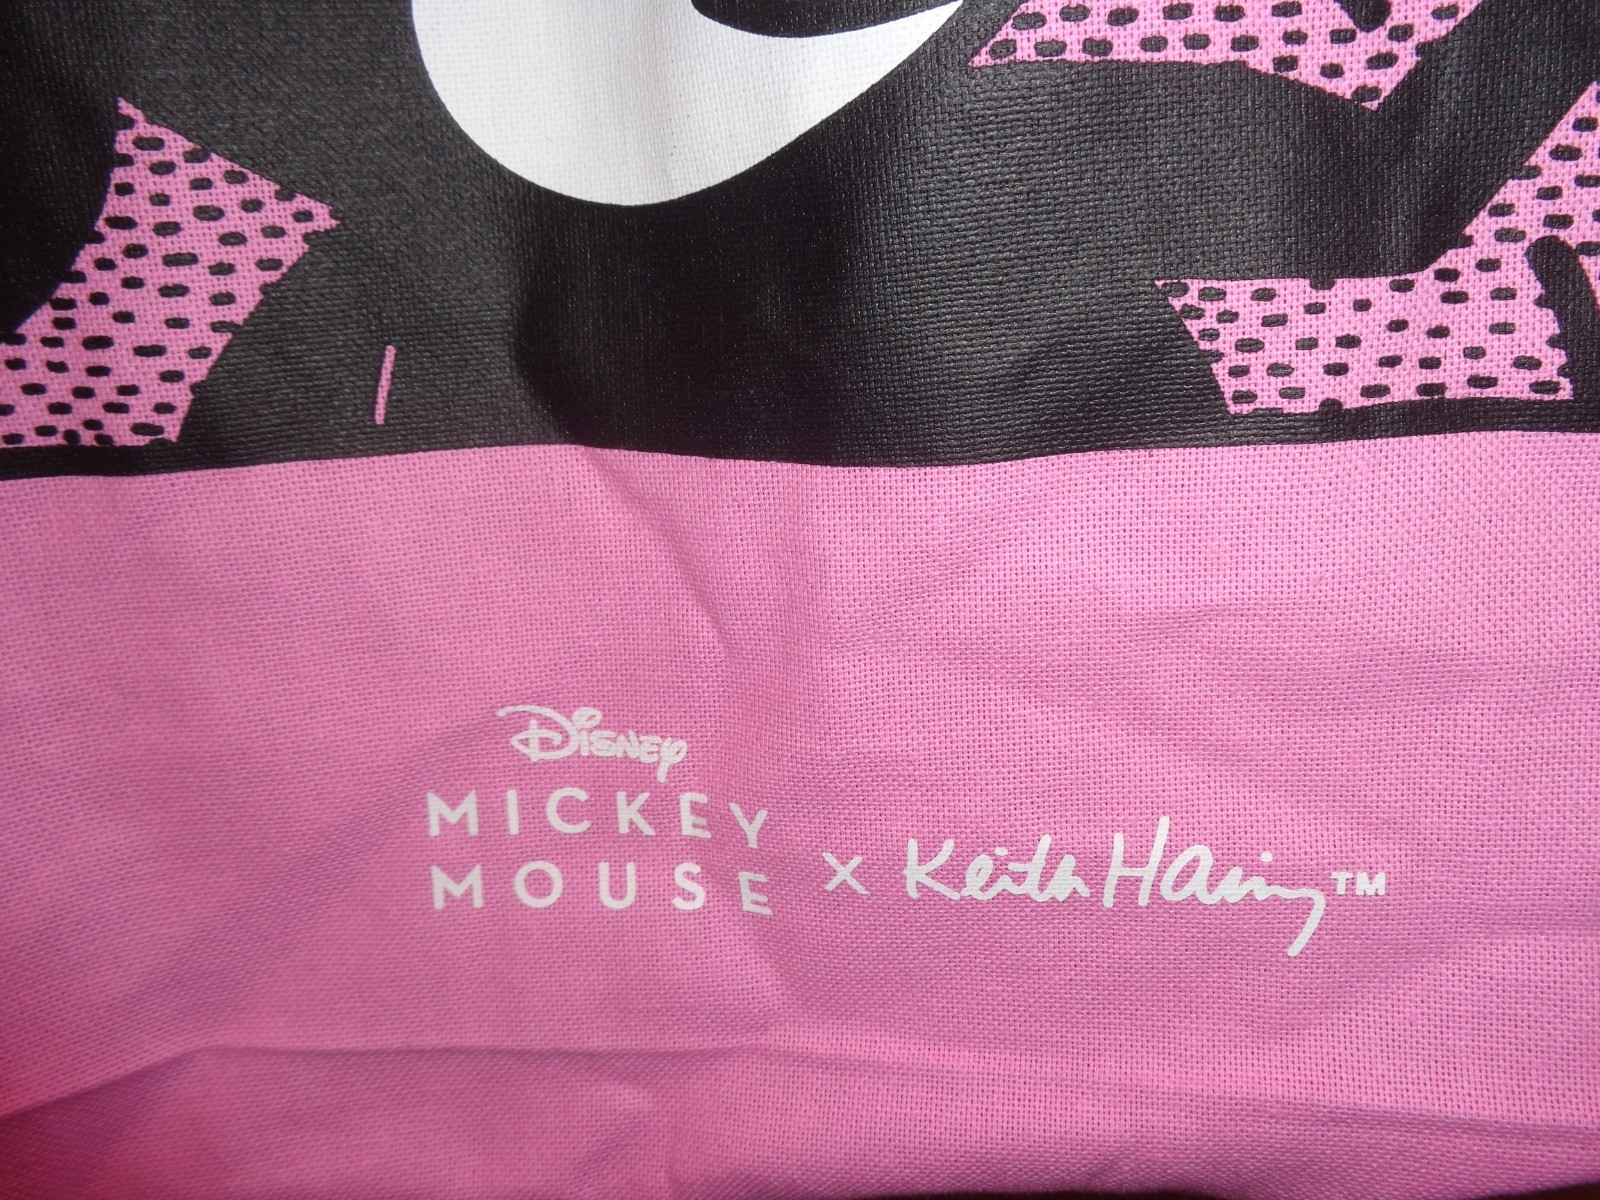 Disney
MICKEY
MOUSE × Keith Haring™